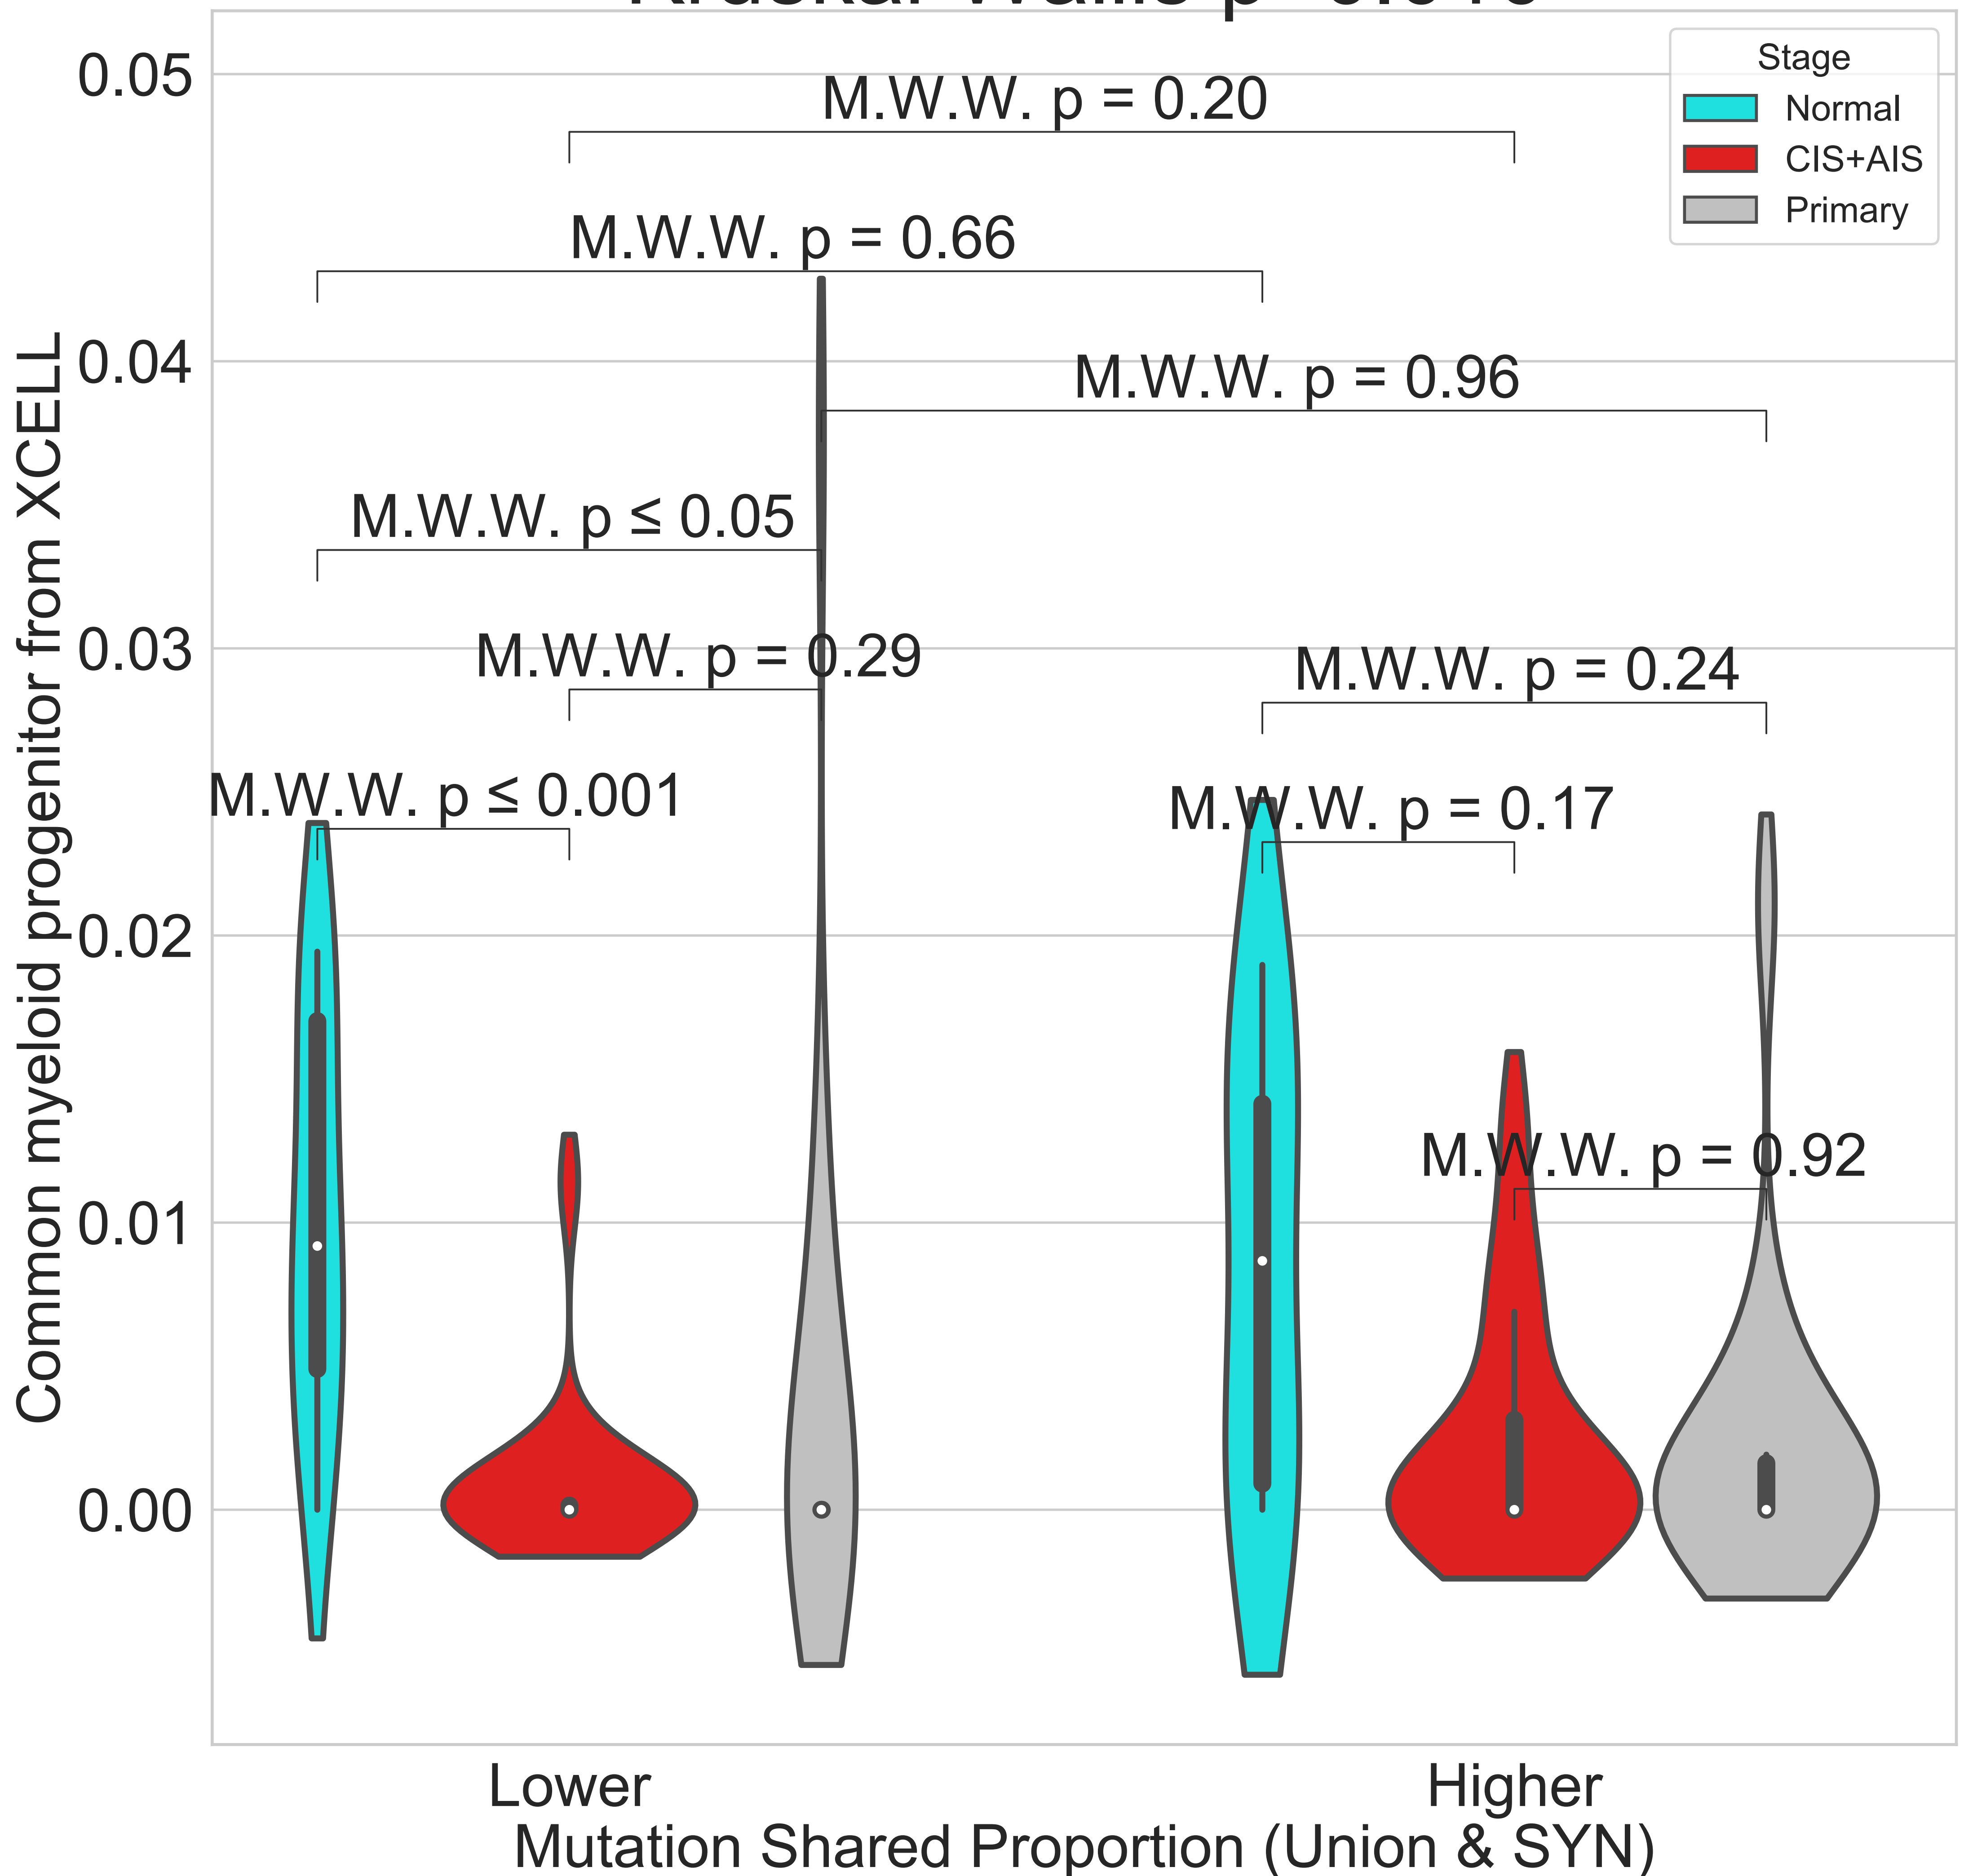 0.05
0.04
0.03
0.02
0.01
0.00
Common myeloid progenitor from XCELL
M.W.W. p = 0.20
M.W.W. p = 0.66
M.W.W. p = 0.96
M.W.W. p ≤ 0.05
M.W.W. p = 0.29
M.W.W. p = 0.24
M.W.W. p ≤ 0.001
M.W.W. p = 0.17
M.W.W. p = 0.92
Stage
Normal
CIS+AIS
Primary
Lower
Higher
Mutation Shared Proportion (Union & SYN)